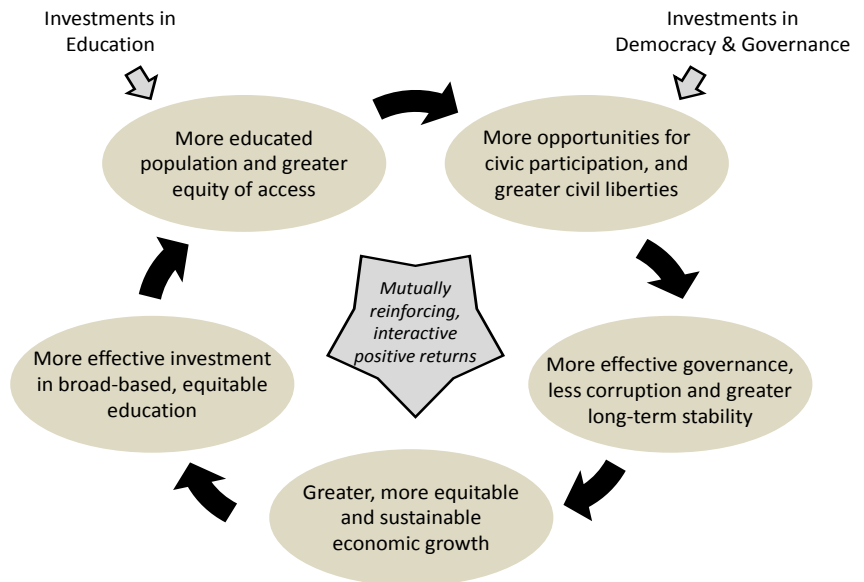 Investments in
Education
Investments in
Democracy & Governance
More educated
population and greater
equity of access
More opportunities for
civic participation, and
greater civil liberties
Mutually
reinforcing,
interactive
positive returns
More effective investment
in broad-based, equitable
education
More effective governance,
less corruption and greater
long-term stability
Greater, more equitable
and sustainable
economic growth